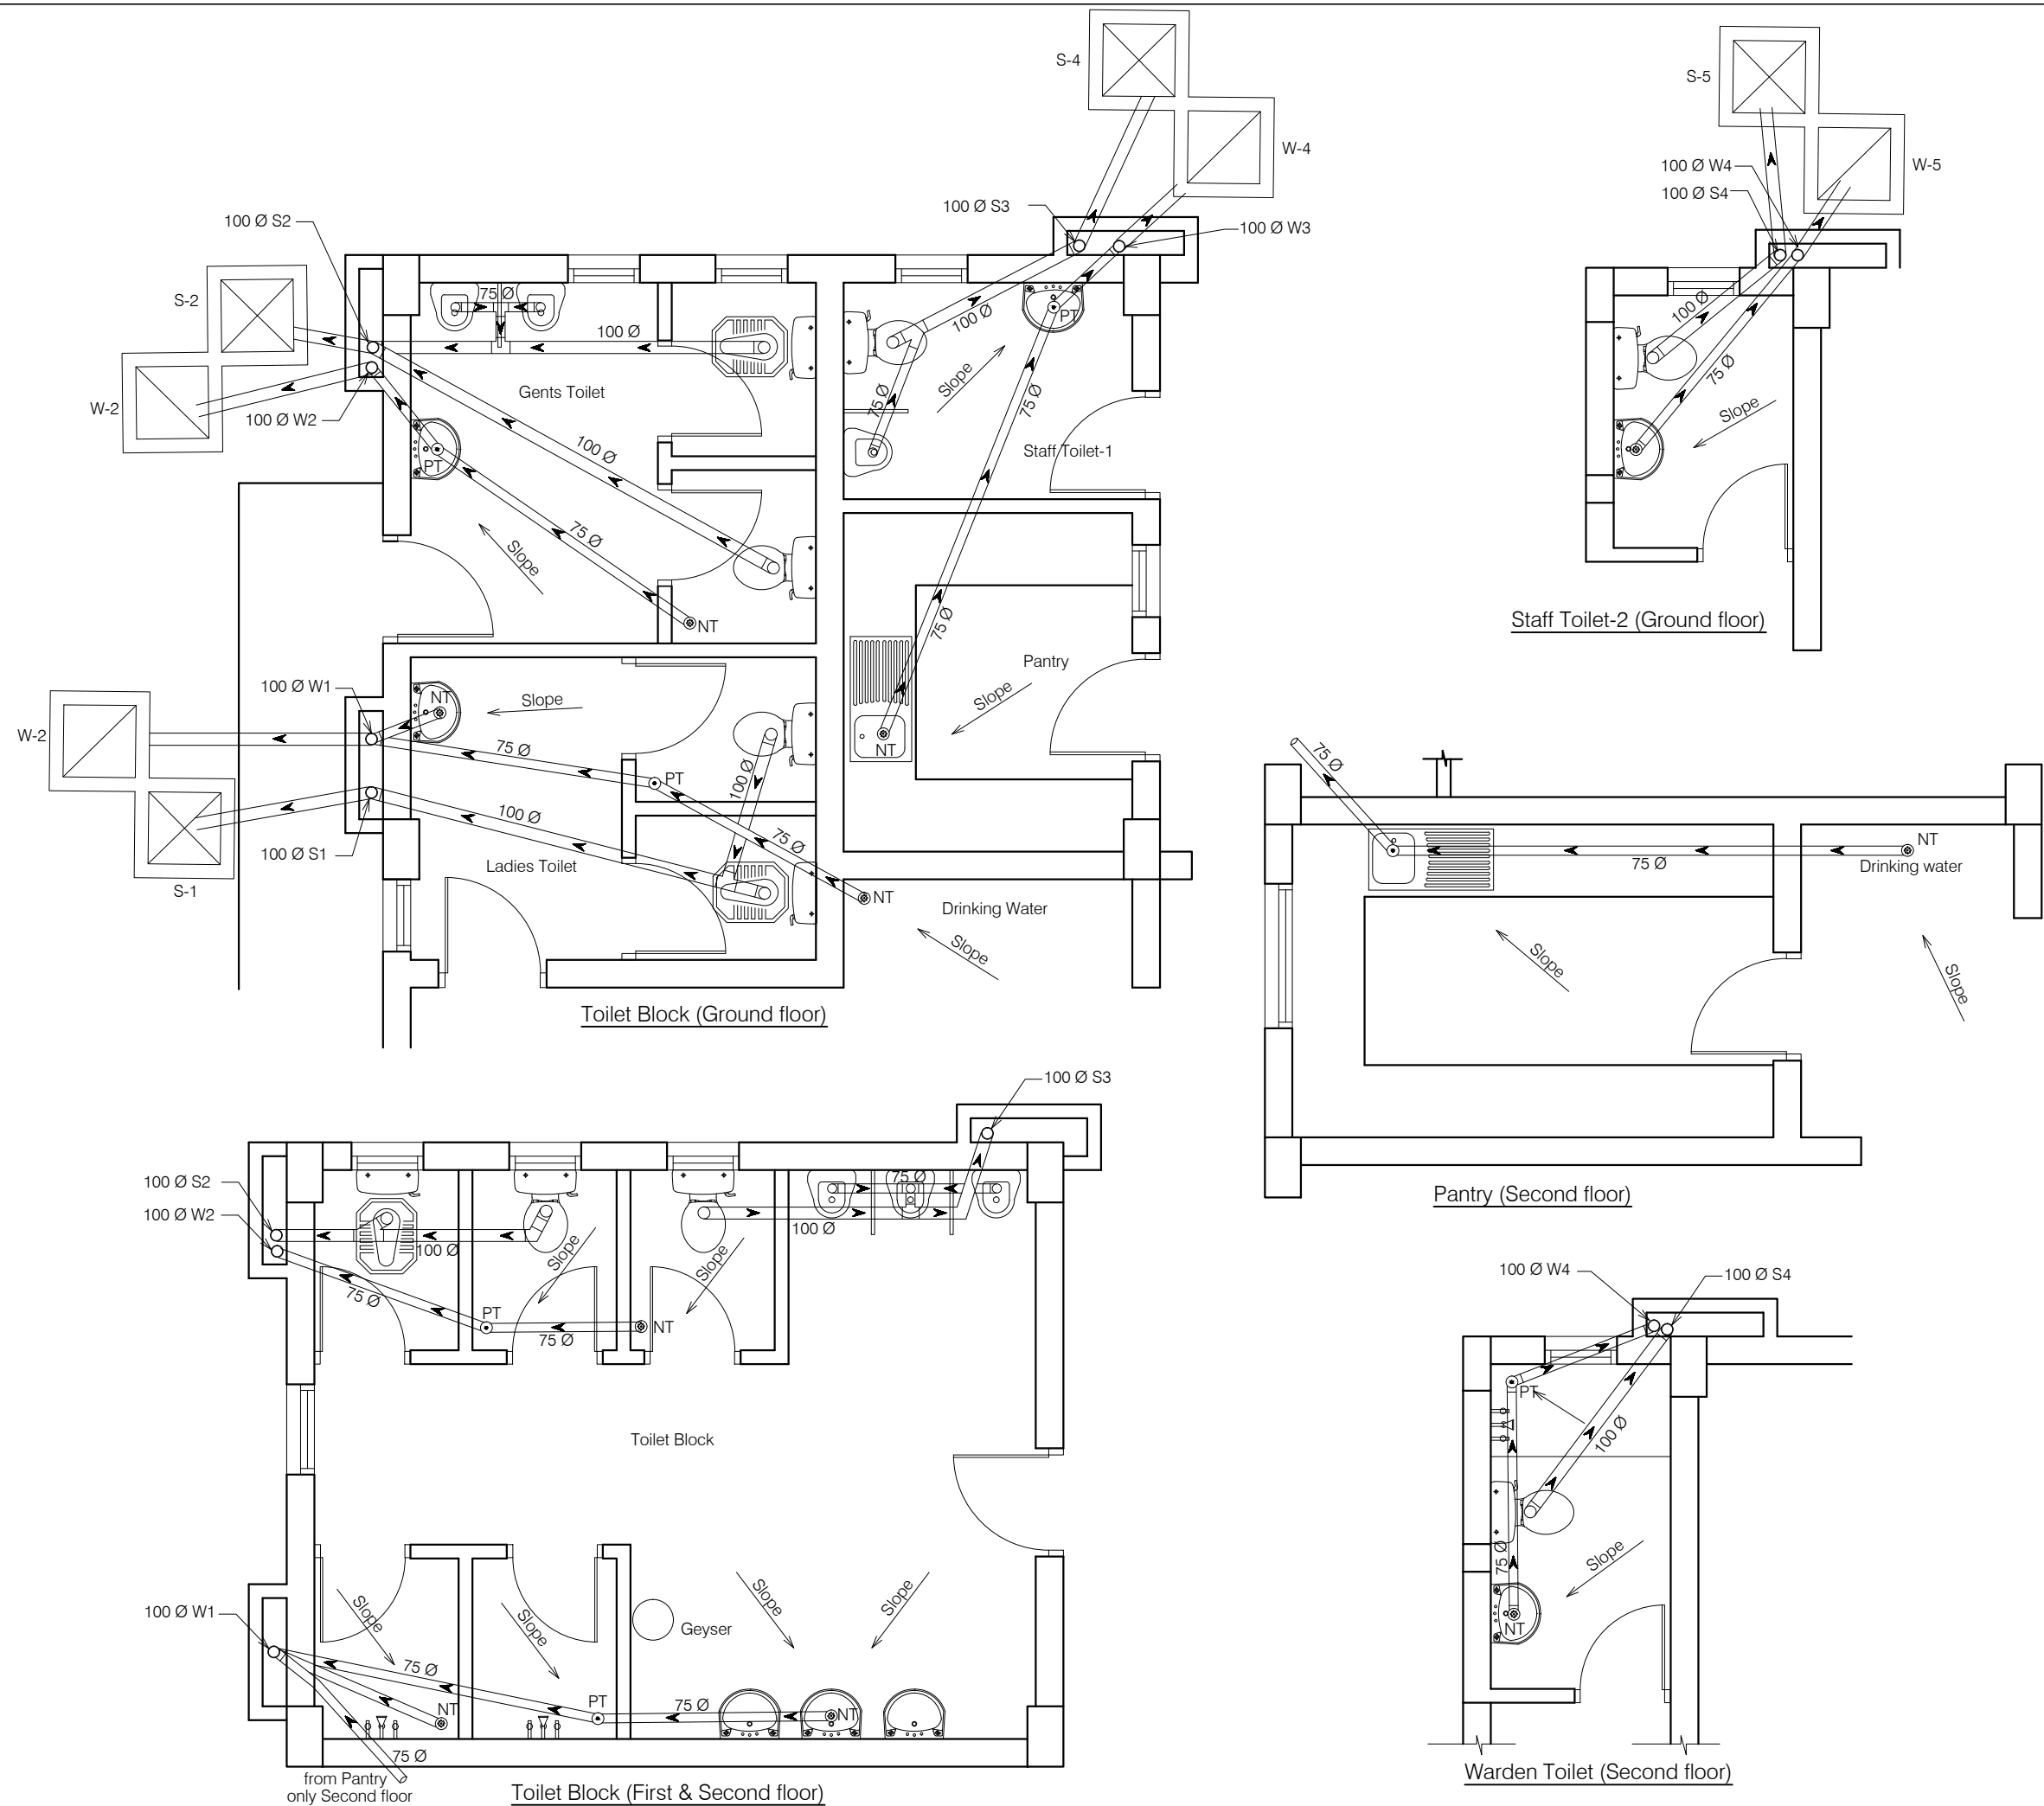 S-4
W-4
100 Ø S3
100 Ø W3
100 Ø S2
S-2
W-2
100 Ø W2
75 Ø
100 Ø
Gents Toilet
PT
100 Ø
75 Ø
Slope
NT
100 Ø
PT
Slope
75 Ø
75 Ø
Staff Toilet-1
75 Ø
Pantry
Slope
NT
100 Ø W1
W-2
NT
Slope
75 Ø
PT
100 Ø
100 Ø
75 Ø
100 Ø S1
S-1
Ladies Toilet
NT
Drinking Water
Slope
Toilet Block (Ground floor)
S-5
W-5
100 Ø W4
100 Ø S4
100 Ø
75 Ø
Slope
Staff Toilet-2 (Ground floor)
75 Ø
NT
75 Ø
Drinking water
Slope
Slope
Pantry (Second floor)
100 Ø S3
100 Ø S2
100 Ø W2
75 Ø
100 Ø
100 Ø
Slope
Slope
75 Ø
PT
75 Ø
NT
Toilet Block
100 Ø W1
Slope
Slope
Geyser
Slope
Slope
75 Ø
NT
PT
75 Ø
NT
75 Ø
from Pantry
only Second floor
Toilet Block (First & Second floor)
100 Ø W4
100 Ø S4
PT
100 Ø
75 Ø
Slope
NT
Warden Toilet (Second floor)